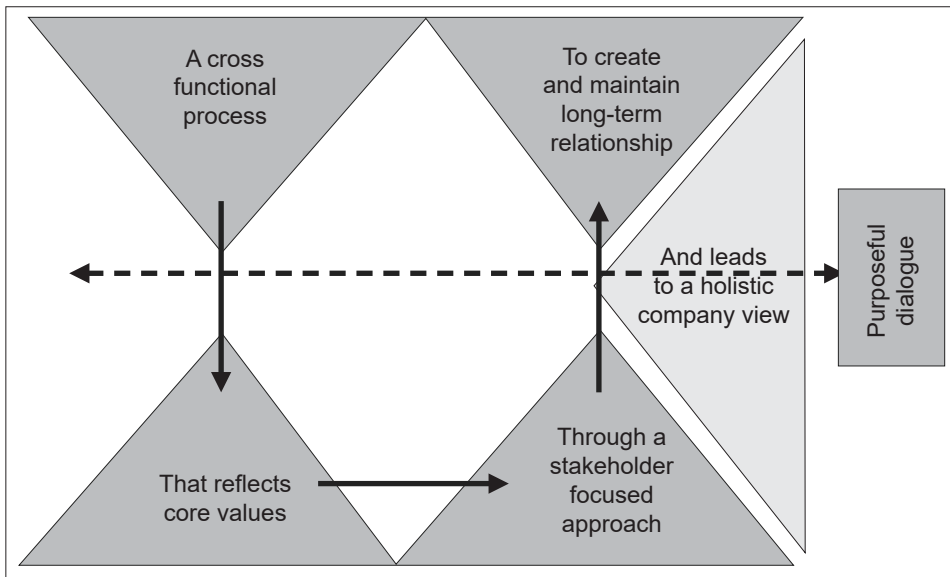 A cross
functional
process
That reflects
core values
Through a
stakeholder
focused
approach
To create
and maintain
long-term
relationship
And leads
to a holistic
company view
Purposeful
dialogue